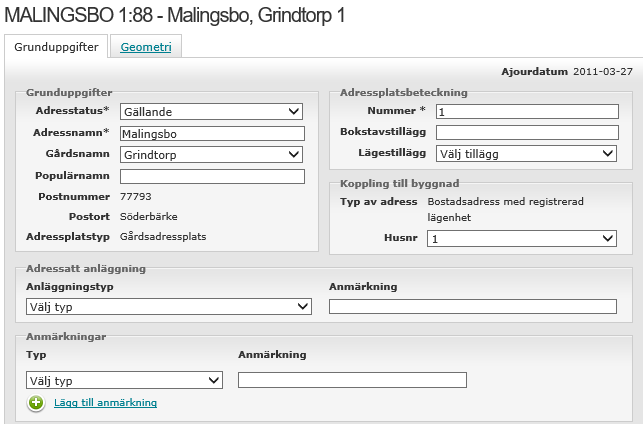 MALINGSBO 1:88 - Malingsbo, Grindtorp 1
Grunduppgifter Geometri
Ajourdatum 2011-03-27
Grunduppgifter
Adresstatus* Gällande
Adressnamn* Malingsbo
Gårdsnamn Grindtorp
Populärnamn
Postnummer 77793
Postort Söderbärke
Adressplatstyp Gårdsadressplats
Adressplatsbeteckning
Nummer * 1
Bokstavstillägg
Lägestillägg Välj tillägg
Koppling till byggnad
Typ av adress Bostadsadress med registrerad
lägenhet
Husnr 1
Adressatt anläggning
Anläggningstyp Anmärkning
Välj typ
Anmärkningar
Typ Anmärkning
Välj typ
Lägg till anmärkning